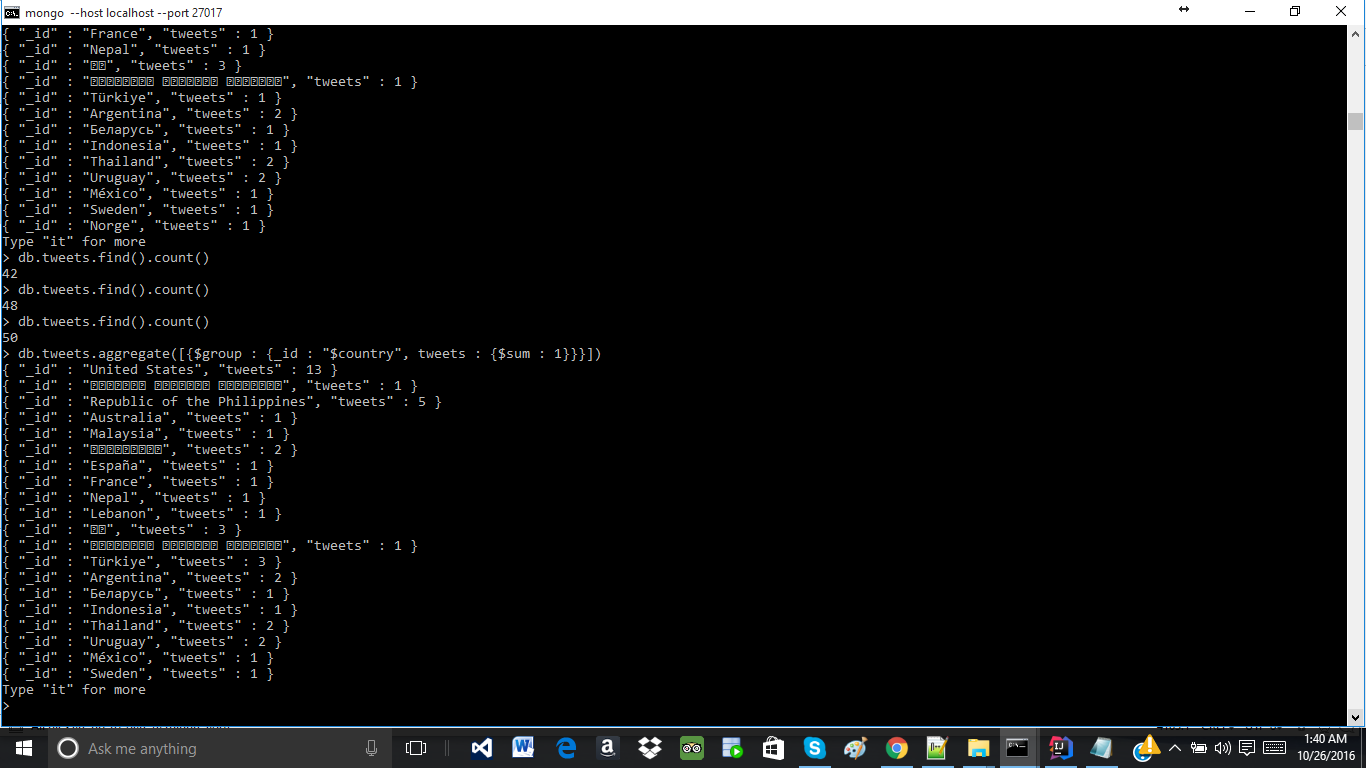 mongo --host localhost --port 27017
{ "_id" : "France", "tweets" : 1 }
{ "_id" : "Nepal", "tweets" : 1 }
{ "_id" : "", "tweets" : 3 }
{ "_id" : "", "tweets" : 1 }
{ "_id" : "Türkiye", "tweets" : 1 }
{ "_id" : "Argentina", "tweets" : 2 }
{ "_id" : "Беларусь", "tweets" : 1 }
{ "_id" : "Indonesia", "tweets" : 1 }
{ "_id" : "Thailand", "tweets" : 2 }
{ "_id" : "Uruguay", "tweets" : 2 }
{ "_id" : "México", "tweets" : 1 }
{ "_id" : "Sweden", "tweets" : 1 }
{ "_id" : "Norge", "tweets" : 1 }
Type "it" for more
> db.tweets.find().count()
42
> db.tweets.find().count()
48
> db.tweets.find().count()
50
> db.tweets.aggregate([{$group : {_id : "$country", tweets : {$sum : 1}}}])
{ "_id" : "United States", "tweets" : 13 }
{ "_id" : "", "tweets" : 1 }
{ "_id" : "Republic of the Philippines", "tweets" : 5 }
{ "_id" : "Australia", "tweets" : 1 }
{ "_id" : "Malaysia", "tweets" : 1 }
{ "_id" : "", "tweets" : 2 }
{ "_id" : "España", "tweets" : 1 }
{ "_id" : "France", "tweets" : 1 }
{ "_id" : "Nepal", "tweets" : 1 }
{ "_id" : "Lebanon", "tweets" : 1 }
{ "_id" : "", "tweets" : 3 }
{ "_id" : "", "tweets" : 1 }
{ "_id" : "Türkiye", "tweets" : 3 }
{ "_id" : "Argentina", "tweets" : 2 }
{ "_id" : "Беларусь", "tweets" : 1 }
{ "_id" : "Indonesia", "tweets" : 1 }
{ "_id" : "Thailand", "tweets" : 2 }
{ "_id" : "Uruguay", "tweets" : 2 }
{ "_id" : "México", "tweets" : 1 }
{ "_id" : "Sweden", "tweets" : 1 }
Type "it" for more
>
Ask me anything
1:40 AM
10/26/2016